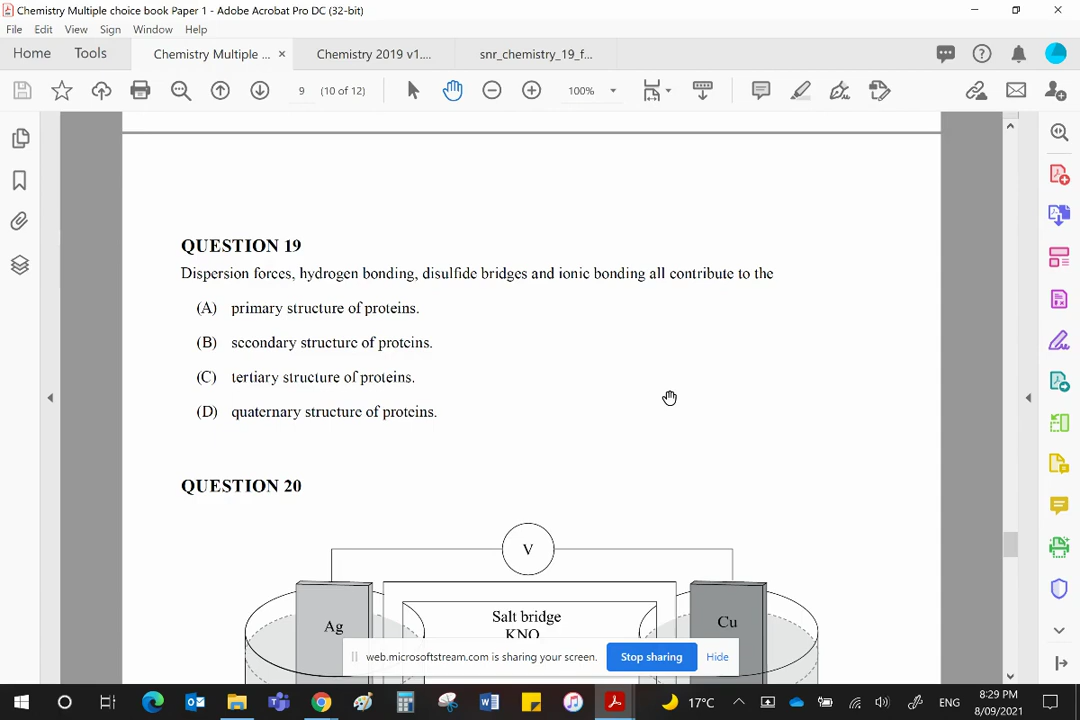 Chemistry Multiple choice book Paper 1 - Adobe Acrobat Pro DC (32-bit)
File Edit View Sign Window Help
Home Tools Chemistry Multiple ... × Chemistry 2019 v1.... snr_chemistry_19_f...
9 (10 of 12) 100%
QUESTION 19
Dispersion forces, hydrogen bonding, disulfide bridges and ionic bonding all contribute to the
(A) primary structure of proteins.
(B) secondary structure of proteins.
(C) tertiary structure of proteins.
(D) quaternary structure of proteins.
QUESTION 20
V
Salt bridge
KNO
Ag
Cu
web.microsoftstream.com is sharing your screen. Stop sharing Hide
17°C ENG 8:29 PM
8/09/2021